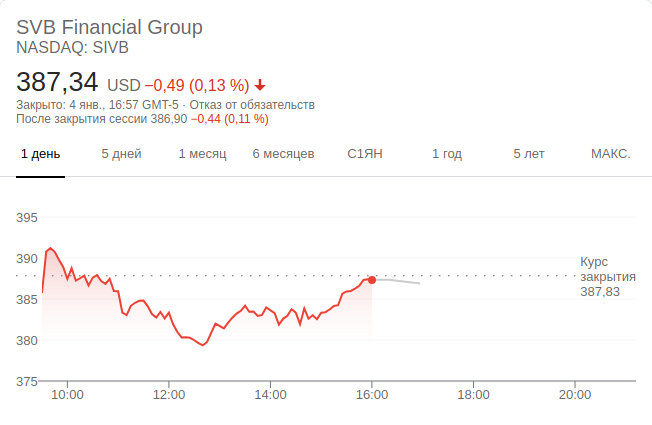 SVB Financial Group
NASDAQ: SIVB
387,34 USD −0,49 (0,13 %)
Закрыто: 4 янв., 16:57 GMT-5 · Отказ от обязательств
После закрытия сессии 386,90 −0,44 (0,11 %)
1 день 5 дней 1 месяц 6 месяцев С1ЯН 1 год 5 лет МАКС.
395
390
385
380
375
Курс
закрытия
387,83
10:00 12:00 14:00 16:00 18:00 20:00